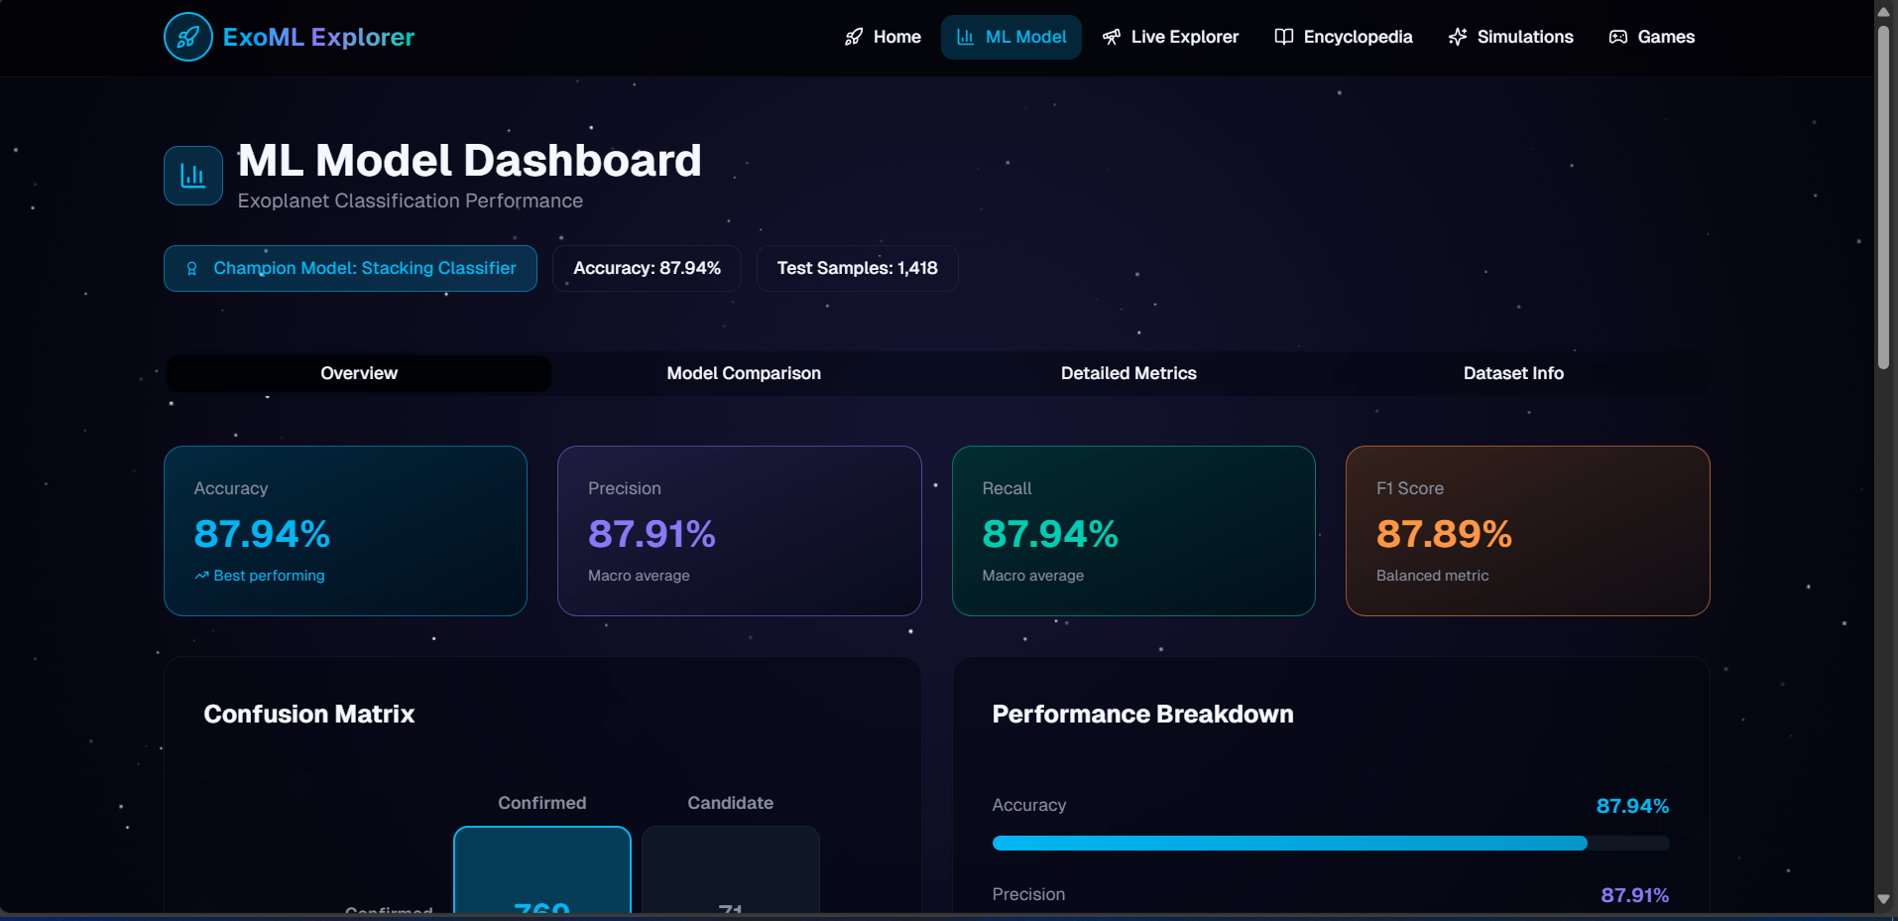 ExoML Explorer
Home
ML Model
Live Explorer
Encyclopedia
Simulations
Games
ML Model Dashboard
Exoplanet Classification Performance
Champion Model: Stacking Classifier
Accuracy: 87.94%
Test Samples: 1,418
Overview
Model Comparison
Detailed Metrics
Dataset Info
Accuracy
87.94%
Best performing
Precision
87.91%
Macro average
Recall
87.94%
Macro average
F1 Score
87.89%
Balanced metric
Confusion Matrix
Confirmed
Candidate
Confirmed
769
71
Performance Breakdown
Accuracy
87.94%
Precision
87.91%